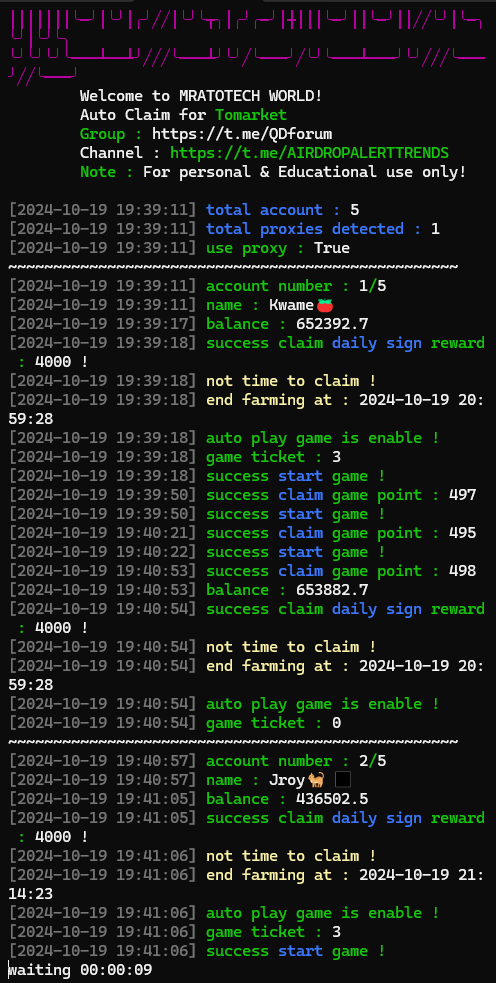 Welcome to MRATOTECH WORLD!
Auto Claim for Tomarket
Group : https://t.me/QDforum
Channel : https://t.me/AIRDROPALERTTRENDS
Note : For personal & Educational use only!
[2024-10-19 19:39:11] total account : 5
[2024-10-19 19:39:11] total proxies detected : 1
[2024-10-19 19:39:11] use proxy : True
~~~~~~~~~~~~~~~~~~~~~~~~~~~~~~~~~~~~~~~~~~~~~~~~~~
[2024-10-19 19:39:11] account number : 1/5
[2024-10-19 19:39:11] name : Kwame🍅
[2024-10-19 19:39:17] balance : 652392.7
[2024-10-19 19:39:18] success claim daily sign reward
: 4000 !
[2024-10-19 19:39:18] not time to claim !
[2024-10-19 19:39:18] end farming at : 2024-10-19 20:
59:28
[2024-10-19 19:39:18] auto play game is enable !
[2024-10-19 19:39:18] game ticket : 3
[2024-10-19 19:39:18] success start game !
[2024-10-19 19:39:50] success claim game point : 497
[2024-10-19 19:39:50] success start game !
[2024-10-19 19:40:21] success claim game point : 495
[2024-10-19 19:40:22] success start game !
[2024-10-19 19:40:53] success claim game point : 498
[2024-10-19 19:40:53] balance : 653882.7
[2024-10-19 19:40:54] success claim daily sign reward
: 4000 !
[2024-10-19 19:40:54] not time to claim !
[2024-10-19 19:40:54] end farming at : 2024-10-19 20:
59:28
[2024-10-19 19:40:54] auto play game is enable !
[2024-10-19 19:40:54] game ticket : 0
~~~~~~~~~~~~~~~~~~~~~~~~~~~~~~~~~~~~~~~~~~~~~~~~~~
[2024-10-19 19:40:57] account number : 2/5
[2024-10-19 19:40:57] name : Jroy🐈 ⬛
[2024-10-19 19:41:05] balance : 436502.5
[2024-10-19 19:41:05] success claim daily sign reward
: 4000 !
[2024-10-19 19:41:06] not time to claim !
[2024-10-19 19:41:06] end farming at : 2024-10-19 21:
14:23
[2024-10-19 19:41:06] auto play game is enable !
[2024-10-19 19:41:06] game ticket : 3
[2024-10-19 19:41:06] success start game !
waiting 00:00:09